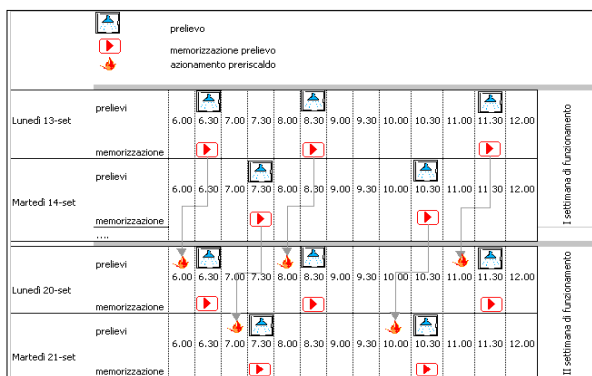 prelievo
memorizzazione prelievo
azionamento preriscaldo
Lunedì 13-set
prelievi
6.00 6.30 7.00 7.30 8.00 8.30 9.00 9.30 10.00 10.30 11.00 11.30 12.00
memorizzazione
Martedì 14-set
prelievi
6.00 6.30 7.00 7.30 8.00 8.30 9.00 9.30 10.00 10.30 11.00 11.30 12.00
memorizzazione
....
I settimana di funzionamento
Lunedì 20-set
prelievi
6.00 6.30 7.00 7.30 8.00 8.30 9.00 9.30 10.00 10.30 11.00 11.30 12.00
memorizzazione
Martedì 21-set
prelievi
6.00 6.30 7.00 7.30 8.00 8.30 9.00 9.30 10.00 10.30 11.00 11.30 12.00
memorizzazione
II settimana di funzionamento